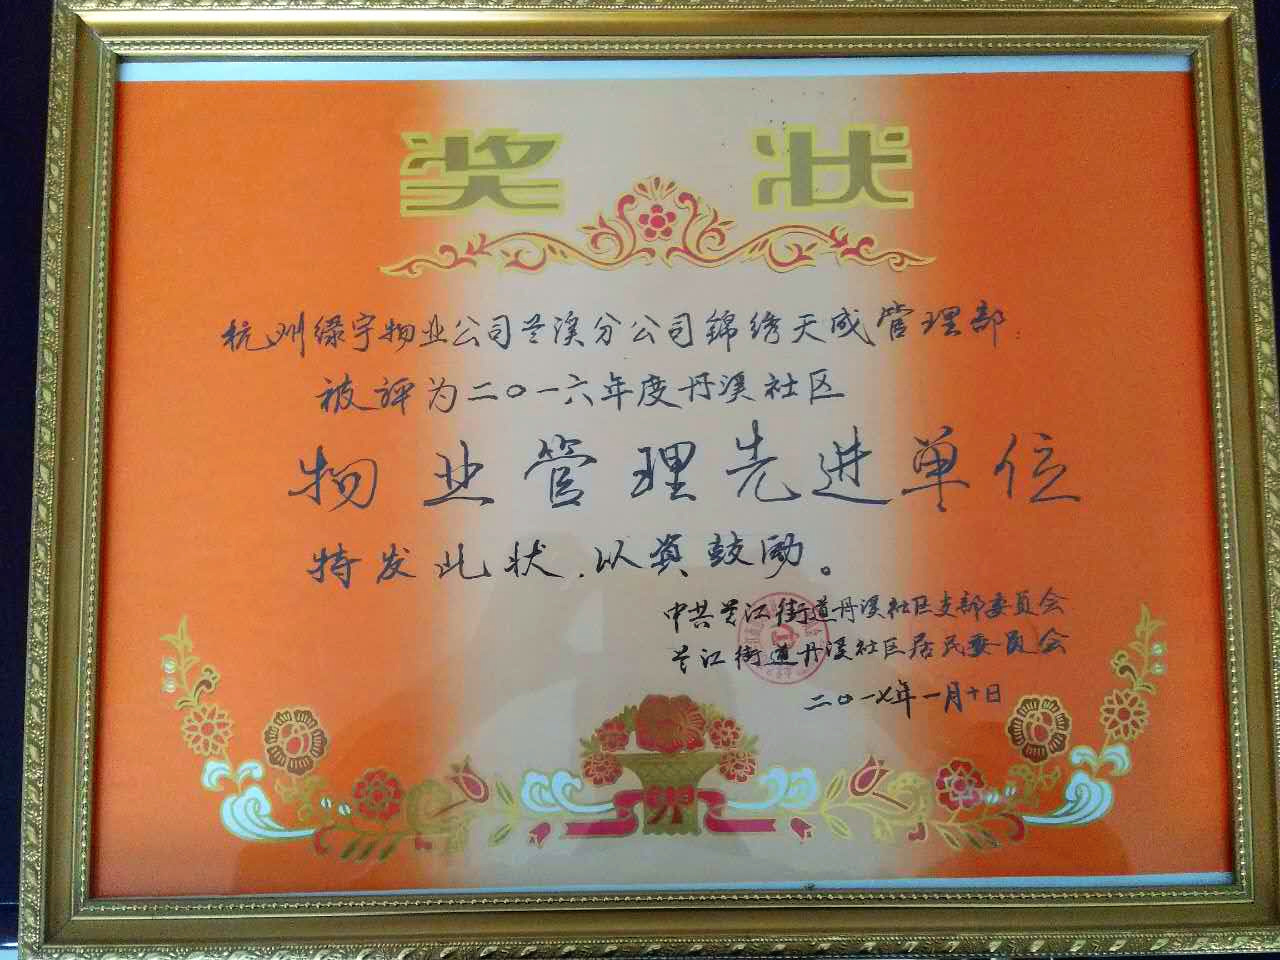 奖状
杭州绿宇物业公司兰溪分公司锦绣天成管理部:
被评为二〇一六年度丹溪社区
物业管理先进单位
特发此状,以资鼓励。
中共兰江街道丹溪社区支部委员会
兰江街道丹溪社区居民委员会
二〇一七年一月十日